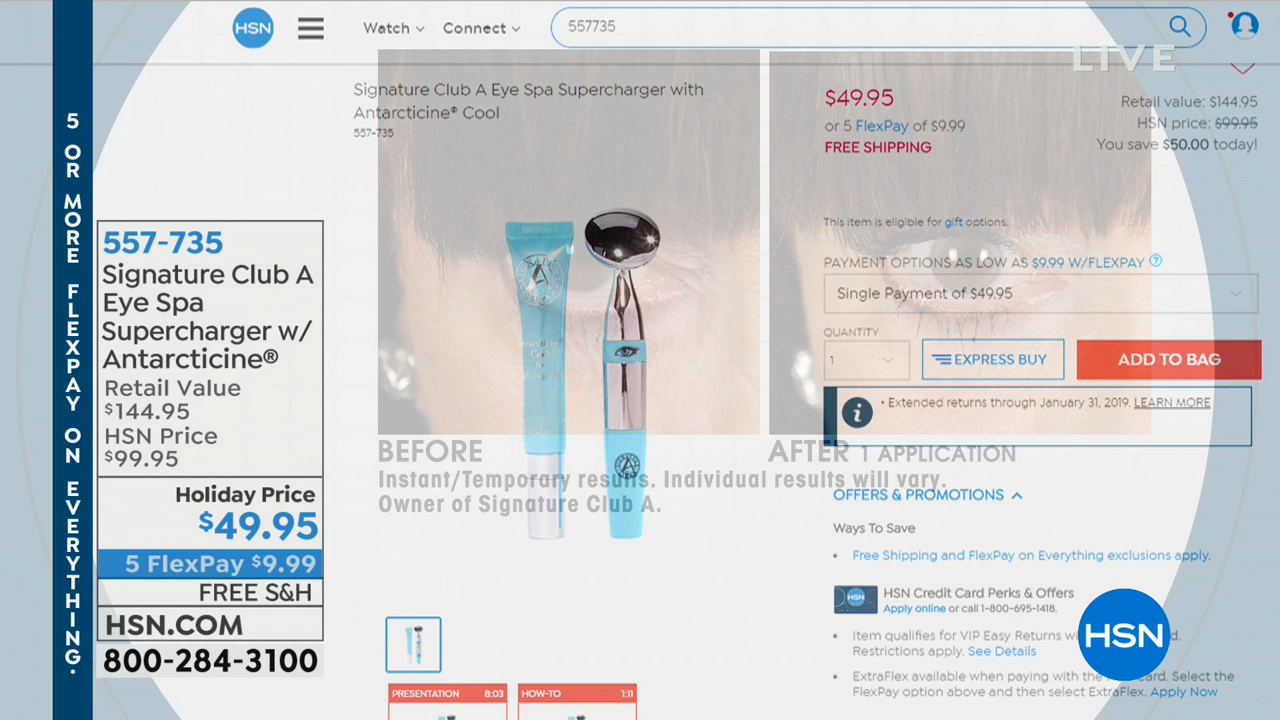 HSN
Watch
Connect
557735
LIVE
5 OR MORE FLEXPAY ON EVERYTHING.
Signature Club A Eye Spa Supercharger with
Antarcticine® Cool
557-735
$49.95
or 5 FlexPay of $9.99
FREE SHIPPING
Retail value: $144.95
HSN price: $99.95
You save $50.00 today!
This item is eligible for gift options.
PAYMENT OPTIONS AS LOW AS $9.99 W/FLEXPAY ?
Single Payment of $49.95
QUANTITY
1
EXPRESS BUY
ADD TO BAG
• Extended returns through January 31, 2019. LEARN MORE
557-735
Signature Club A
Eye Spa
Supercharger w/
Antarcticine®
Retail Value
$144.95
HSN Price
$99.95
Holiday Price
$49.95
5 FlexPay $9.99
FREE S&H
HSN.COM
800-284-3100
BEFORE
AFTER 1 APPLICATION
Instant/Temporary results. Individual results will vary.
Owner of Signature Club A.
OFFERS & PROMOTIONS
Ways To Save
• Free Shipping and FlexPay on Everything exclusions apply.
HSN
HSN Credit Card Perks & Offers
Apply online or call 1-800-695-1418.
• Item qualifies for VIP Easy Returns
Restrictions apply. See Details
• ExtraFlex available when paying with the Card. Select the
FlexPay option above and then select ExtraFlex. Apply Now
HSN
PRESENTATION 8:03
HOW-TO 1:11